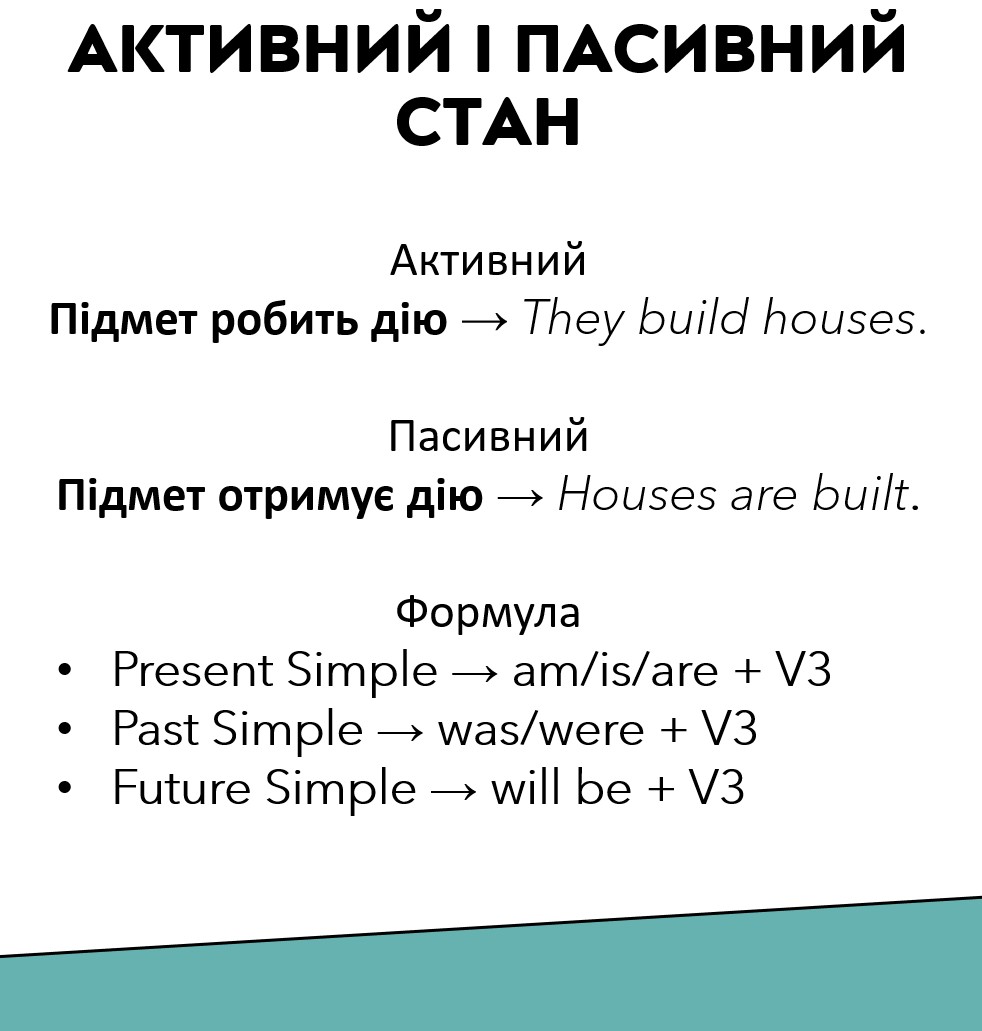 АКТИВНИЙ І ПАСИВНИЙ
СТАН
Активний
Підмет робить дію → They build houses.
Пасивний
Підмет отримує дію → Houses are built.
Формула
• Present Simple → am/is/are + V3
• Past Simple → was/were + V3
• Future Simple → will be + V3